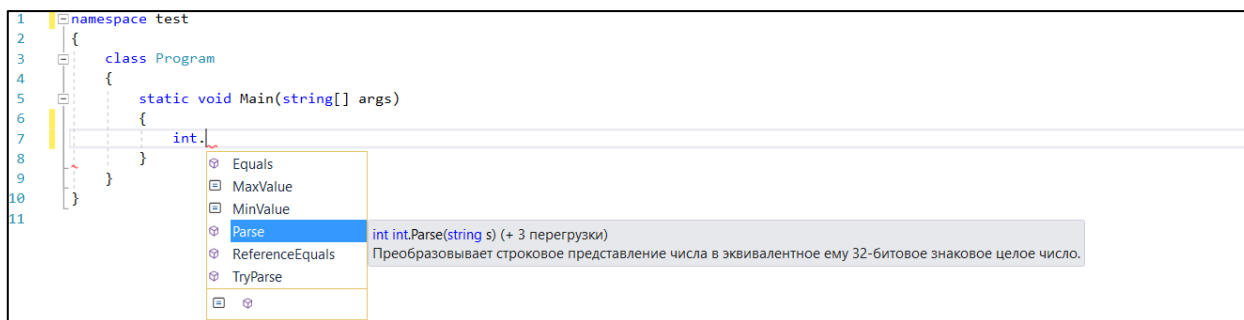 1 namespace test
2 {
3 class Program
4 {
5 static void Main(string[] args)
6 {
7 int.
8 }
9 }
10 }
11
Equals
MaxValue
MinValue
Parse
ReferenceEquals
TryParse
int int.Parse(string s) (+ 3 перегрузки)
Преобразовывает строковое представление числа в эквивалентное ему 32-битовое знаковое целое число.